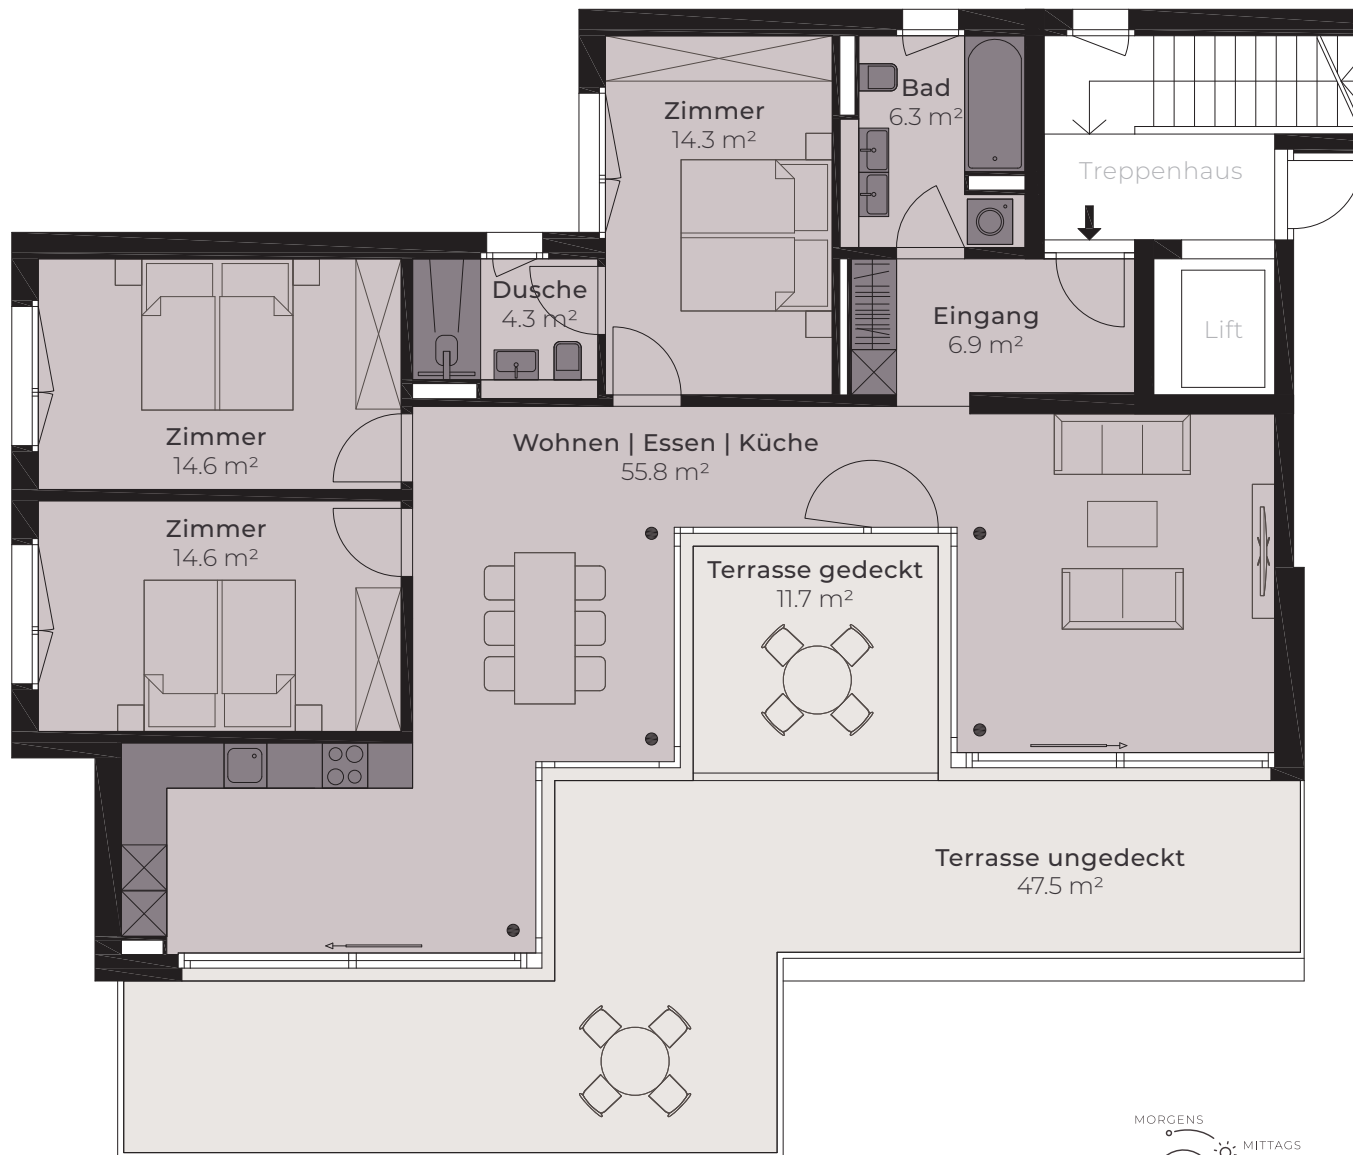 Zimmer
14.3 m²
Bad
6.3 m²
Treppenhaus
Dusche
4.3 m²
Eingang
6.9 m²
Lift
Zimmer
14.6 m²
Wohnen | Essen | Küche
55.8 m²
Zimmer
14.6 m²
Terrasse gedeckt
11.7 m²
Terrasse ungedeckt
47.5 m²
MORGENS
MITTAGS